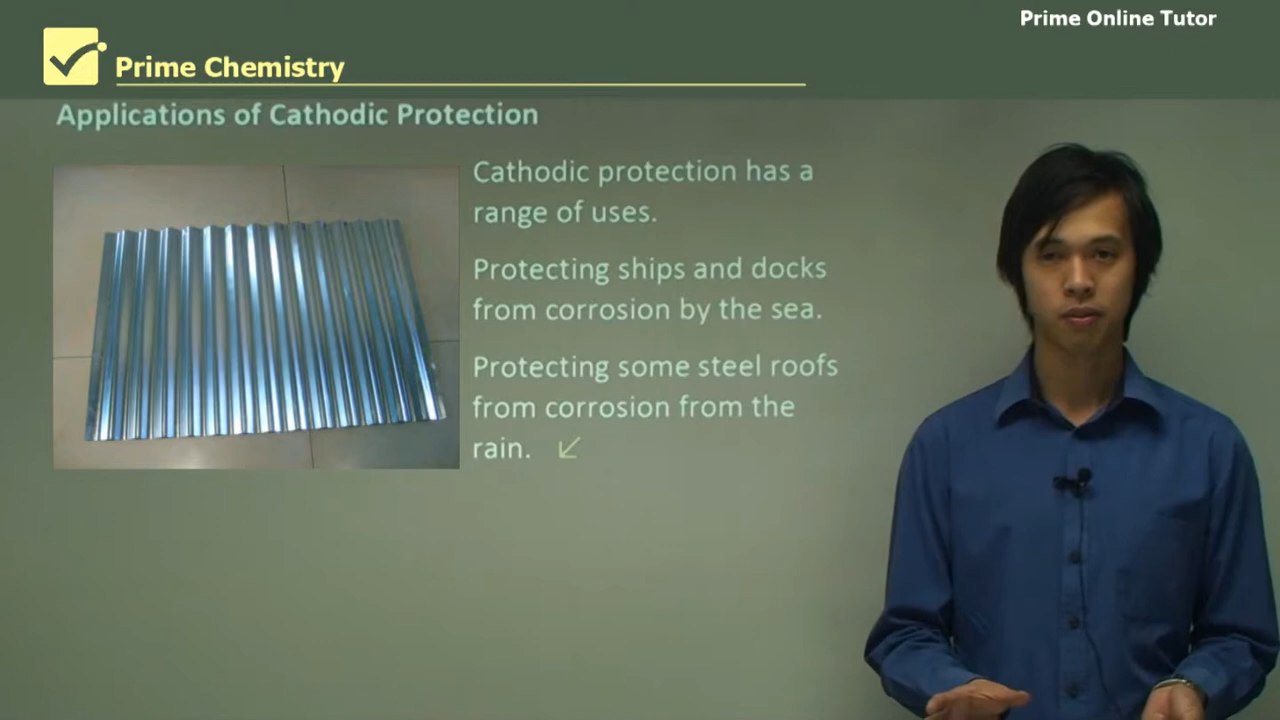 Prime Online Tutor
Prime Chemistry
Applications of Cathodic Protection
Cathodic protection has a
range of uses.
Protecting ships and docks
from corrosion by the sea.
Protecting some steel roofs
from corrosion from the
rain.